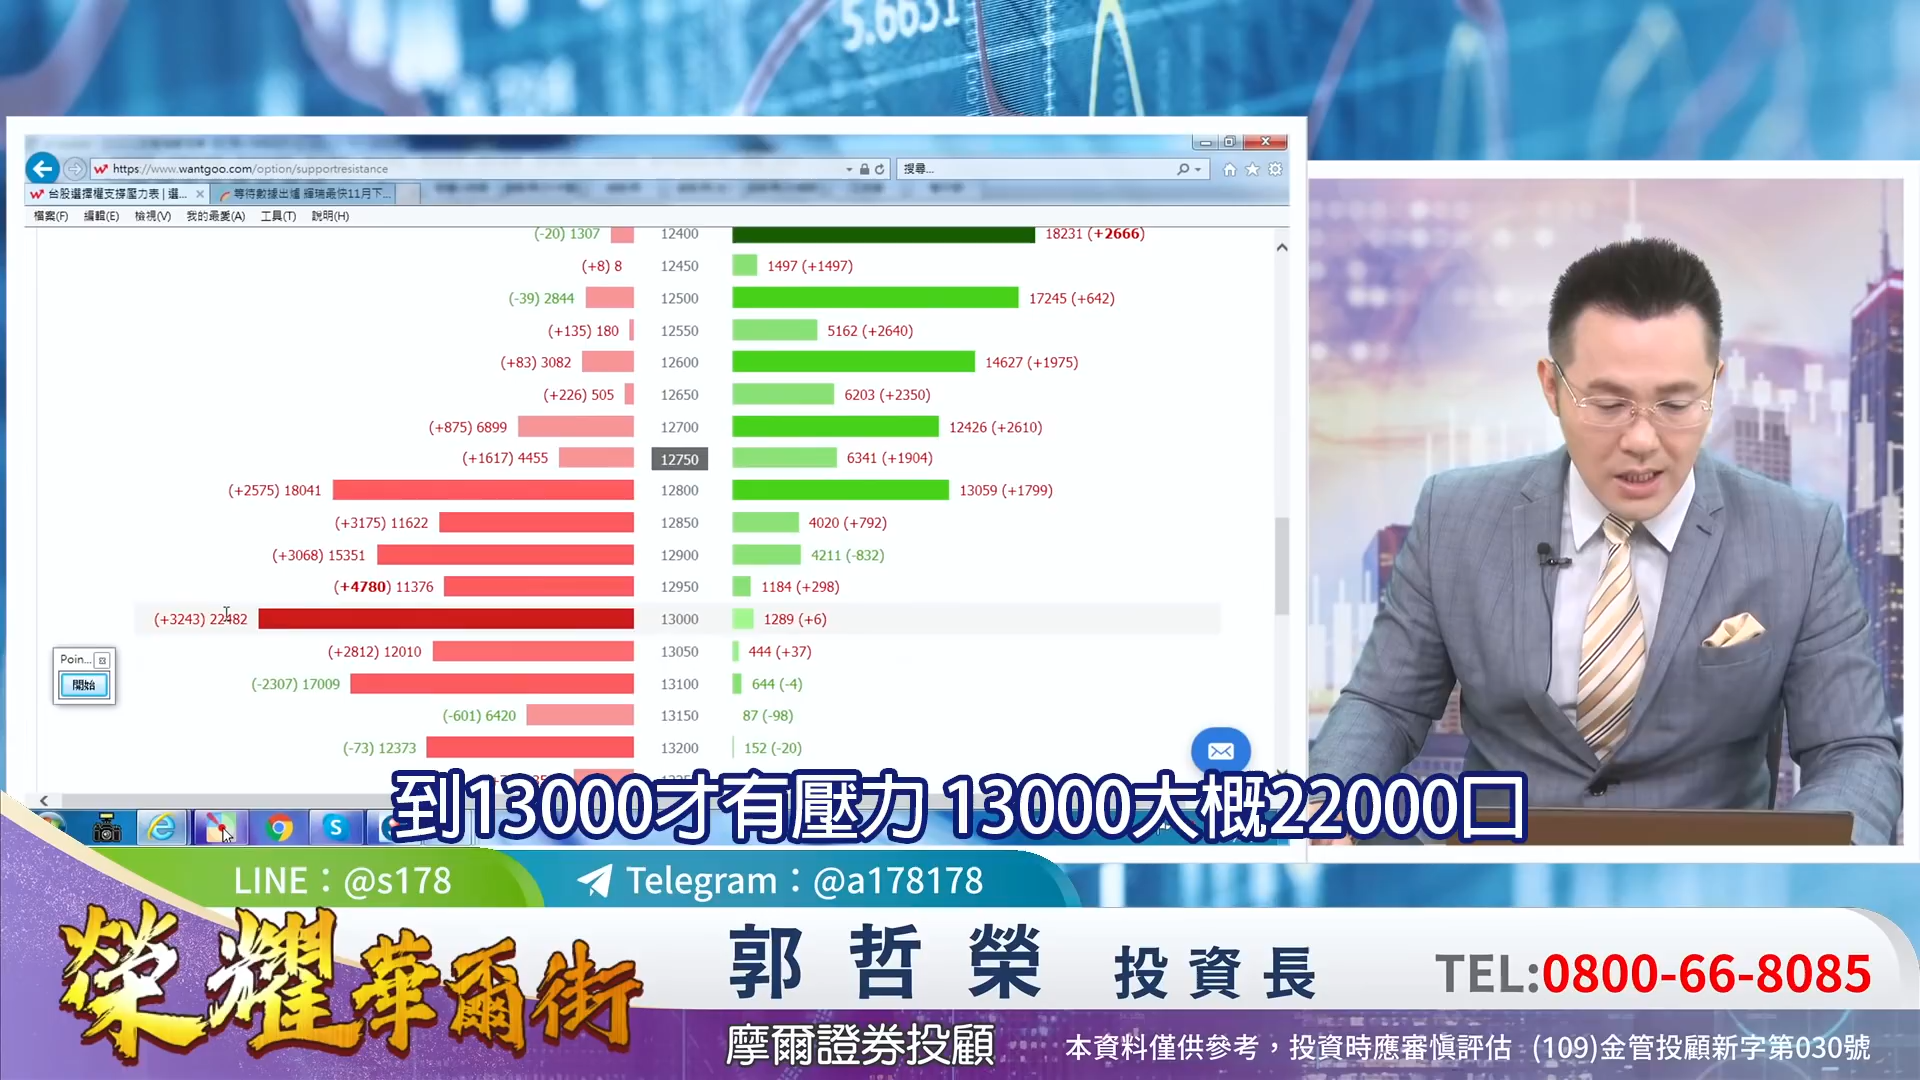 5.6631
https://www.wantgoo.com/option/supportresistance
搜尋...
台股選擇權支撐壓力表 | 選...
等待數據出爐 輝瑞最快11月下...
檔案(F) 編輯(E) 檢視(V) 我的最愛(A) 工具(T) 說明(H)
(-20) 1307 12400 18231 (+2666)
(+8) 8 12450 1497 (+1497)
(-39) 2844 12500 17245 (+642)
(+135) 180 12550 5162 (+2640)
(+83) 3082 12600 14627 (+1975)
(+226) 505 12650 6203 (+2350)
(+875) 6899 12700 12426 (+2610)
(+1617) 4455 12750 6341 (+1904)
(+2575) 18041 12800 13059 (+1799)
(+3175) 11622 12850 4020 (+792)
(+3068) 15351 12900 4211 (-832)
(+4780) 11376 12950 1184 (+298)
(+3243) 22482 13000 1289 (+6)
(+2812) 12010 13050 444 (+37)
(-2307) 17009 13100 644 (-4)
(-601) 6420 13150 87 (-98)
(-73) 12373 13200 152 (-20)
Poin...
開始
到13000才有壓力 13000大概22000口
LINE：@s178
Telegram：@a178178
榮耀華爾街
郭哲榮 投資長
TEL:0800-66-8085
摩爾證券投顧
本資料僅供參考，投資時應審慎評估 (109)金管投顧新字第030號